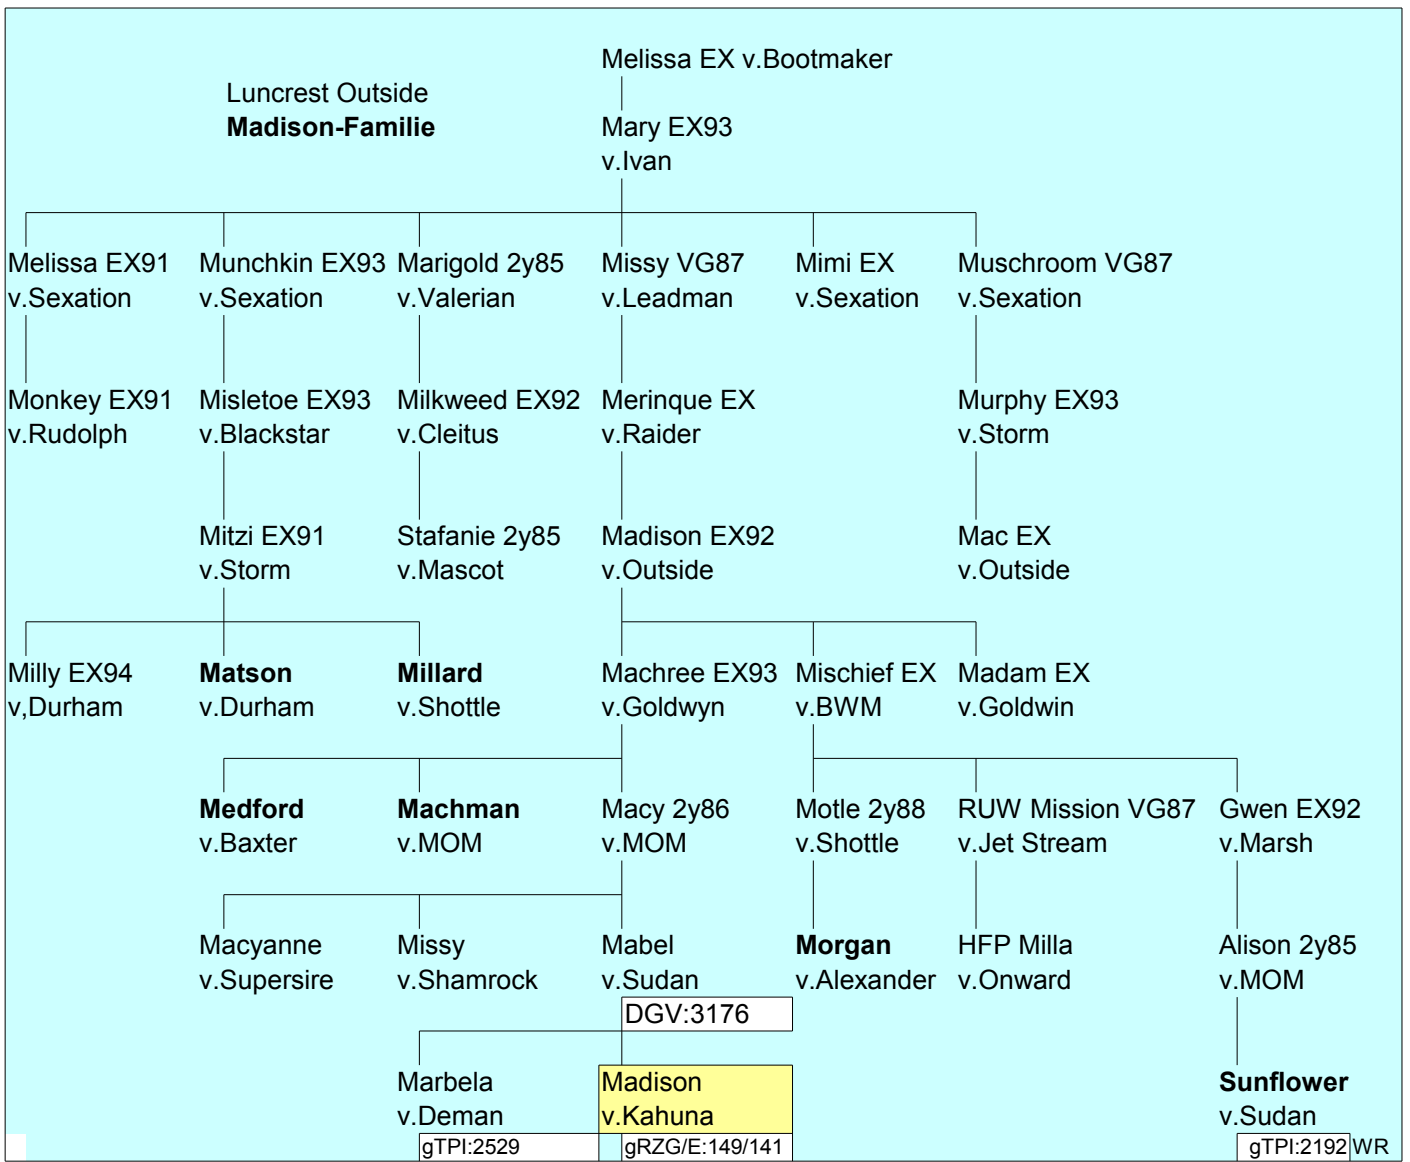 Melissa EX v.Bootmaker
Luncrest Outside
Madison-Familie
Mary EX93
v.Ivan
Melissa EX91 Munchkin EX93 Marigold 2y85 Missy VG87 Mimi EX Muschroom VG87
v.Sexation v.Sexation v.Valerian v.Leadman v.Sexation v.Sexation
Monkey EX91 Misletoe EX93 Milkweed EX92 Merinque EX Murphy EX93
v.Rudolph v.Blackstar v.Cleitus v.Raider v.Storm
Mitzi EX91 Stafanie 2y85 Madison EX92 Mac EX
v.Storm v.Mascot v.Outside v.Outside
Milly EX94 Matson Millard Machree EX93 Mischief EX Madam EX
v,Durham v.Durham v.Shottle v.Goldwyn v.BWM v.Goldwin
Medford Machman Macy 2y86 Motle 2y88 RUW Mission VG87 Gwen EX92
v.Baxter v.MOM v.MOM v.Shottle v.Jet Stream v.Marsh
Macyanne Missy Mabel Morgan HFP Milla Alison 2y85
v.Supersire v.Shamrock v.Sudan v.Alexander v.Onward v.MOM
DGV:3176
Marbela Madison Sunflower
v.Deman v.Kahuna v.Sudan
gTPI:2529 gRZG/E:149/141 gTPI:2192 WR